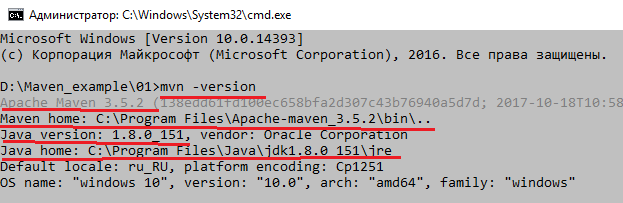 Администратор: C:\Windows\System32\cmd.exe
Microsoft Windows [Version 10.0.14393]
(c) Корпорация Майкрософт (Microsoft Corporation), 2016. Все права защищены.
D:\Maven_example\01>mvn -version
Apache Maven 3.5.2 (138edd61fd100ec658bfa2d307c43b76940a5d7d; 2017-10-18T10:58
Maven home: C:\Program Files\Apache-maven_3.5.2\bin\..
Java version: 1.8.0_151, vendor: Oracle Corporation
Java home: C:\Program Files\Java\jdk1.8.0_151\jre
Default locale: ru_RU, platform encoding: Cp1251
OS name: "windows 10", version: "10.0", arch: "amd64", family: "windows"